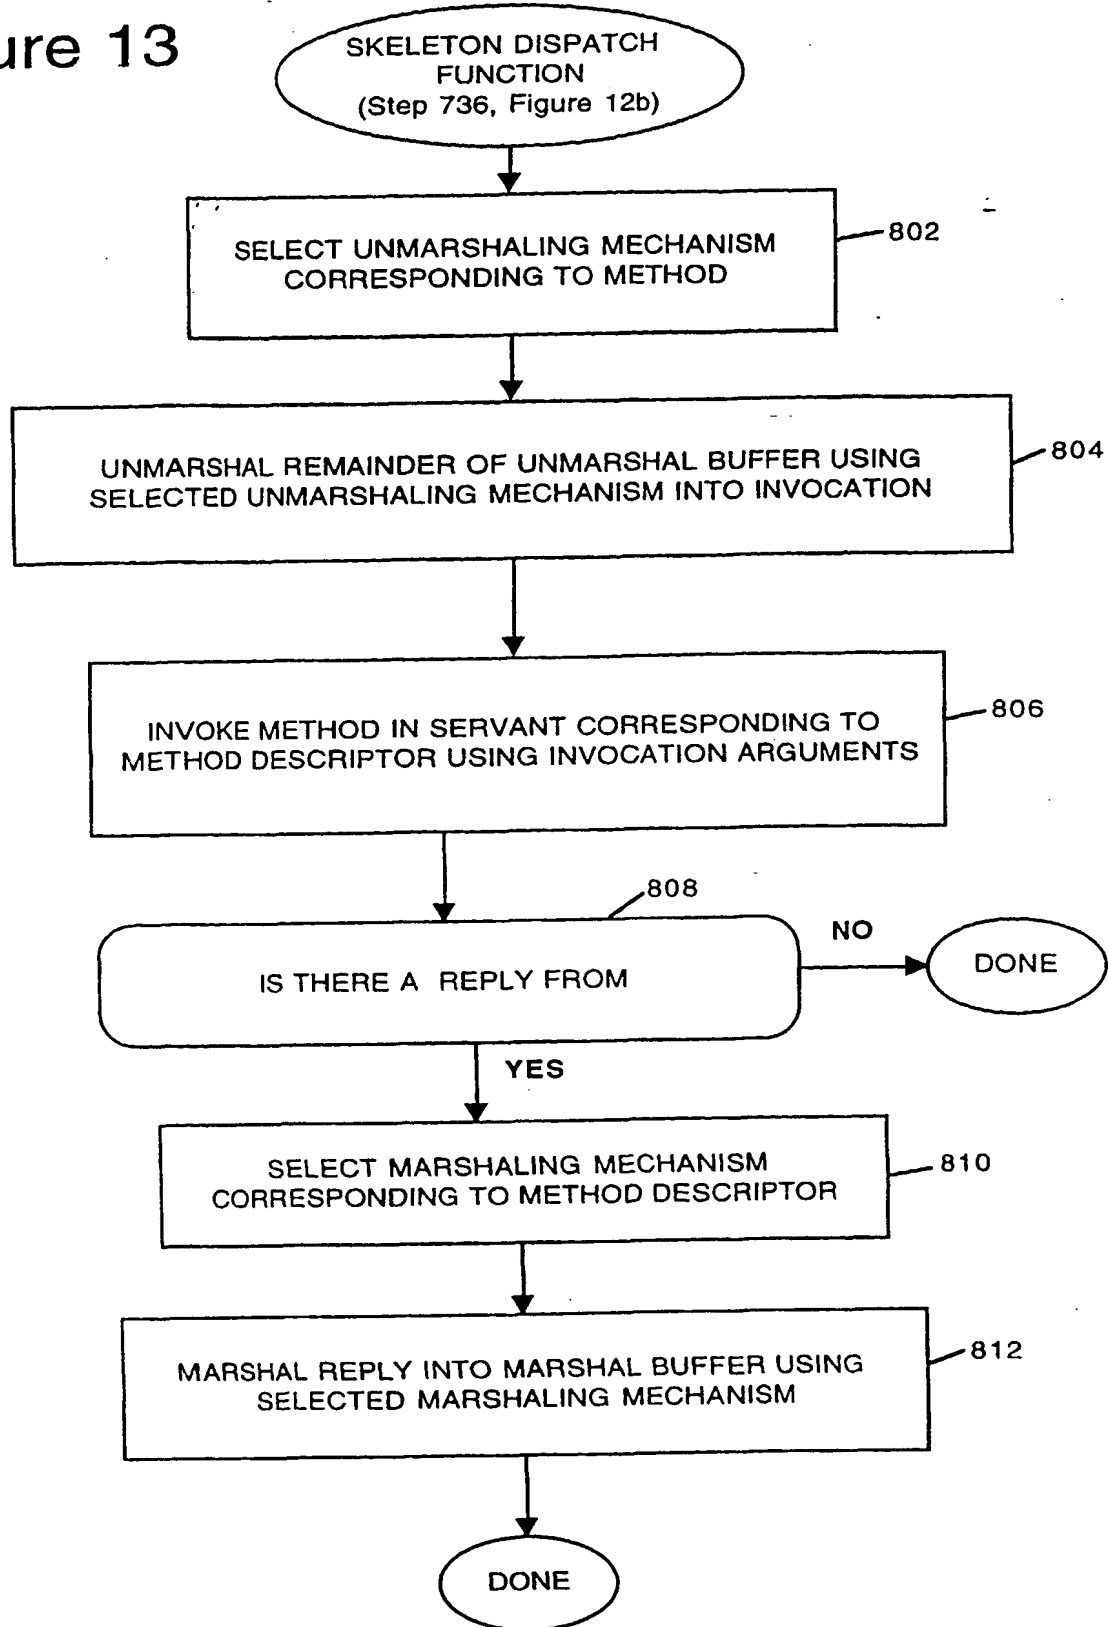 ure 13
SKELETON DISPATCH
FUNCTION
(Step 736, Figure 12b)
SELECT UNMARSHALING MECHANISM
CORRESPONDING TO METHOD
802
UNMARSHAL REMAINDER OF UNMARSHAL BUFFER USING
SELECTED UNMARSHALING MECHANISM INTO INVOCATION
804
INVOKE METHOD IN SERVANT CORRESPONDING TO
METHOD DESCRIPTOR USING INVOCATION ARGUMENTS
806
808
IS THERE A REPLY FROM
NO
DONE
YES
SELECT MARSHALING MECHANISM
CORRESPONDING TO METHOD DESCRIPTOR
810
MARSHAL REPLY INTO MARSHAL BUFFER USING
SELECTED MARSHALING MECHANISM
812
DONE